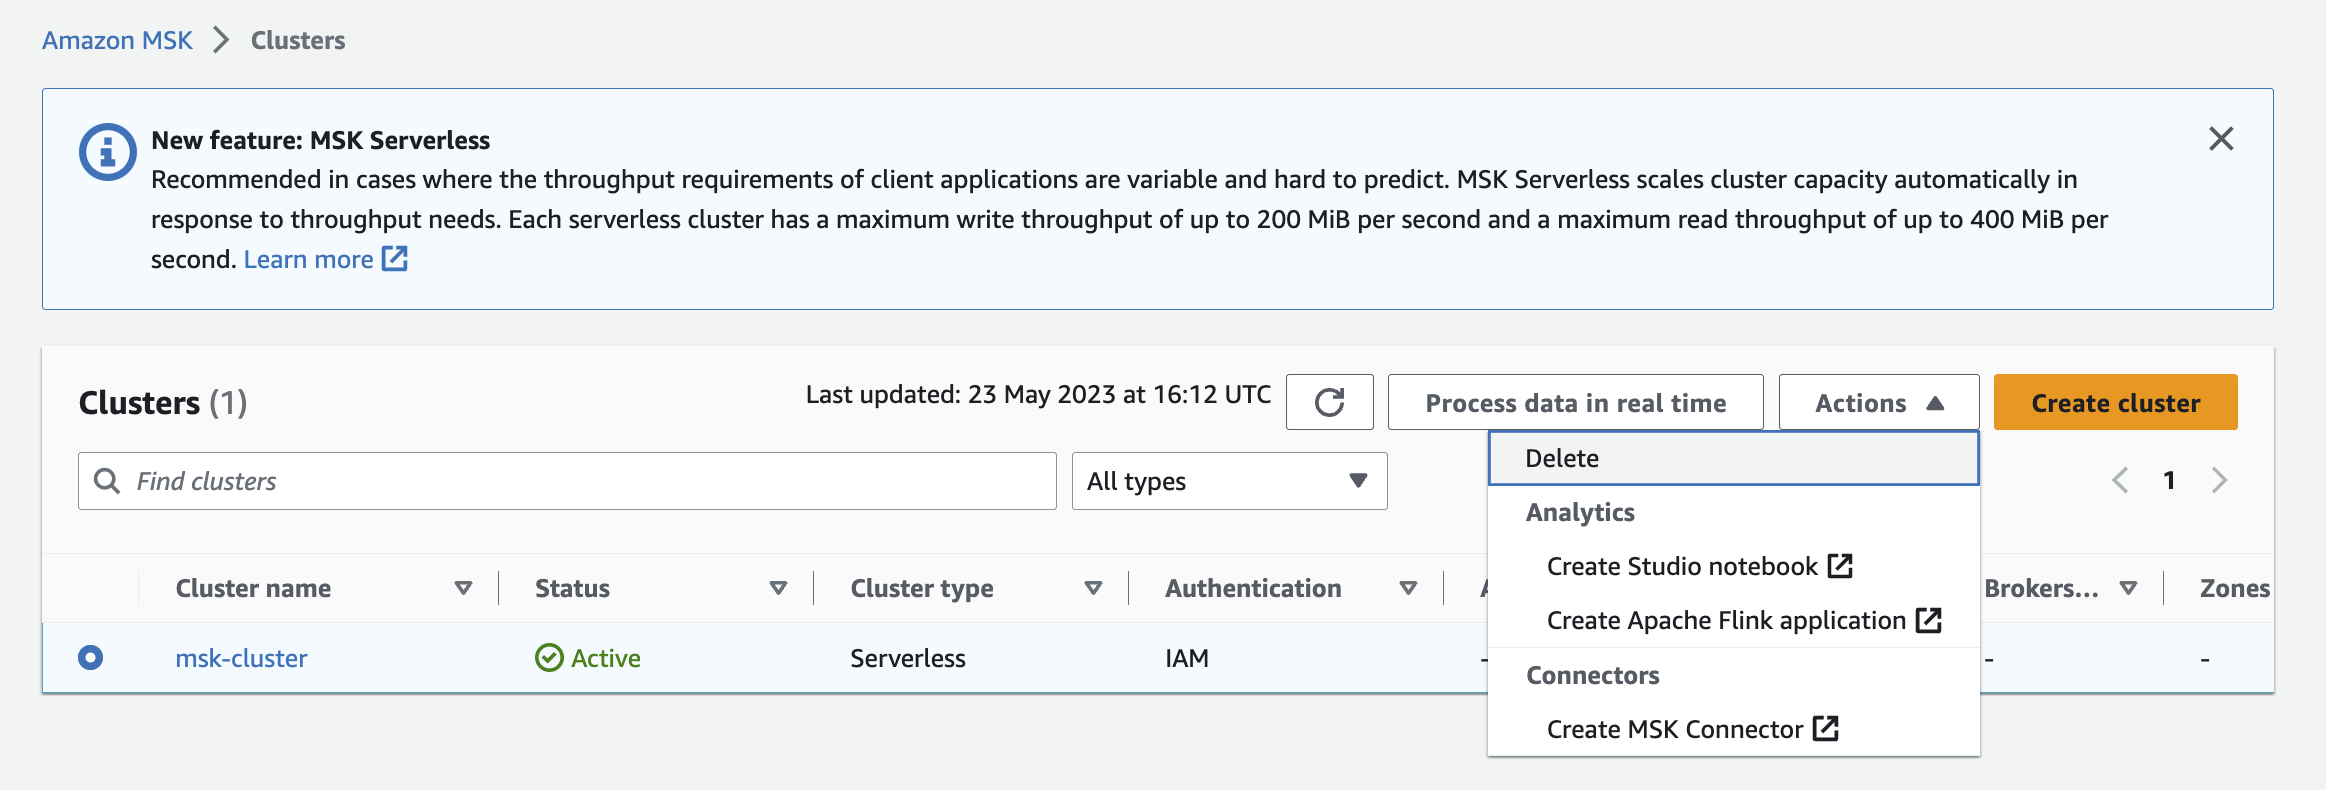 Amazon MSK > Clusters
New feature: MSK Serverless
Recommended in cases where the throughput requirements of client applications are variable and hard to predict. MSK Serverless scales cluster capacity automatically in
response to throughput needs. Each serverless cluster has a maximum write throughput of up to 200 MiB per second and a maximum read throughput of up to 400 MiB per
second. Learn more
Clusters (1)
Last updated: 23 May 2023 at 16:12 UTC
Process data in real time
Actions
Create cluster
Find clusters
All types
1
Delete
Analytics
Create Studio notebook
Create Apache Flink application
Connectors
Create MSK Connector
Cluster name Status Cluster type Authentication Brokers... Zones
msk-cluster Active Serverless IAM - - -